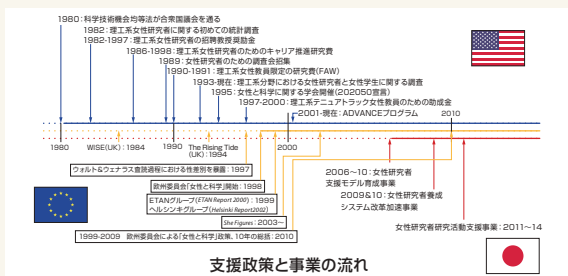 1980:科学技術機会均等法が合衆国議会を通る
1982:理工系女性研究者に関する初めての統計調査
1982-1997:理工系女性研究者の招聘教授奨励金
1986-1998:理工系女性研究者のためのキャリア推進研究費
1989:女性研究者のための調査会招集
1990-1991:理工系女性教員限定の研究費(FAW)
1993-現在:理工系分野における女性研究者と女性学生に関する調査
1995:女性と科学に関する学会開催(202050宣言)
1997-2000:理工系テニュアトラック女性教員のための助成金
2001-現在:ADVANCEプログラム
2010
1980
WISE(UK):1984
1990
The Rising Tide
(UK):1994
2000
ウォルト&ウェナラス査読過程における性差別を暴露:1997
欧州委員会「女性と科学」開始:1998
ETANグループ(ETAN Report 2000):1999
ヘルシンキグループ(Helsinki Report2002)
She Figures:2003〜
1999-2009 欧州委員会による「女性と科学」政策、10年の総括:2010
2006〜10:女性研究者
支援モデル育成事業
2009&10:女性研究者養成
システム改革加速事業
女性研究者研究活動支援事業:2011〜14
支援政策と事業の流れ